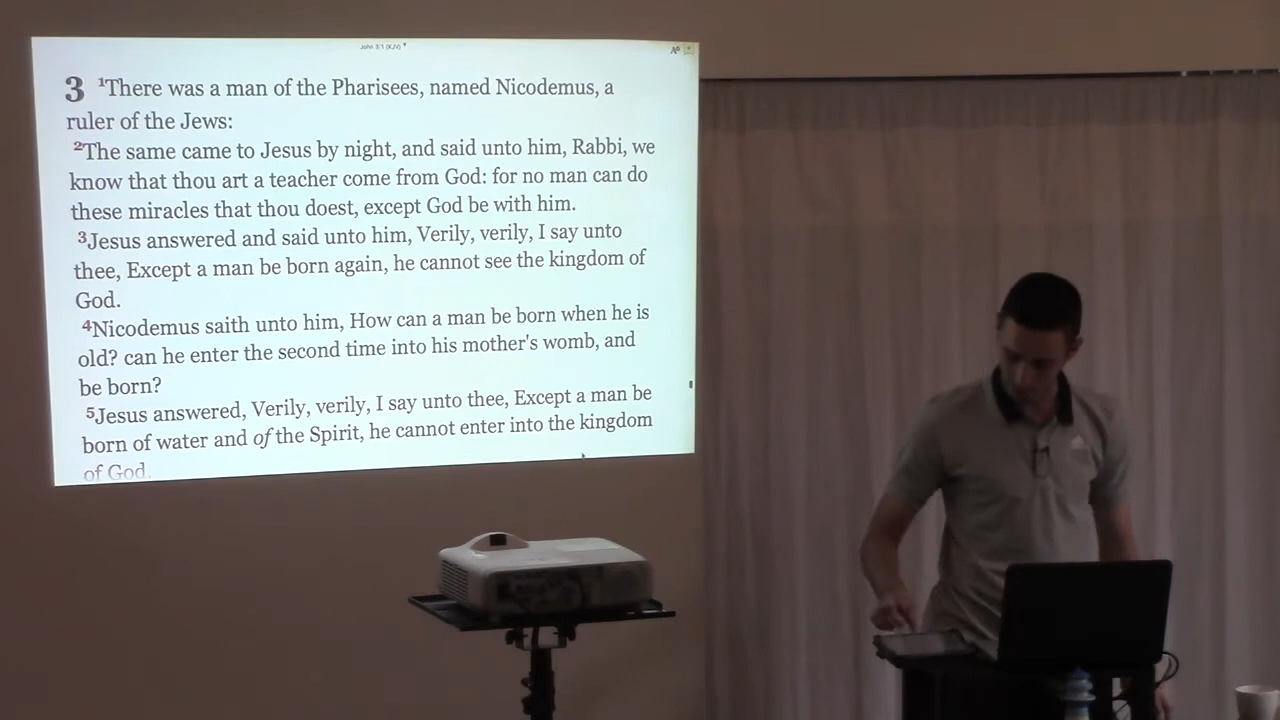 John 3:1 (KJV)
3 1There was a man of the Pharisees, named Nicodemus, a
ruler of the Jews:
2The same came to Jesus by night, and said unto him, Rabbi, we
know that thou art a teacher come from God: for no man can do
these miracles that thou doest, except God be with him.
3Jesus answered and said unto him, Verily, verily, I say unto
thee, Except a man be born again, he cannot see the kingdom of
God.
4Nicodemus saith unto him, How can a man be born when he is
old? can he enter the second time into his mother's womb, and
be born?
5Jesus answered, Verily, verily, I say unto thee, Except a man be
born of water and of the Spirit, he cannot enter into the kingdom
of God.